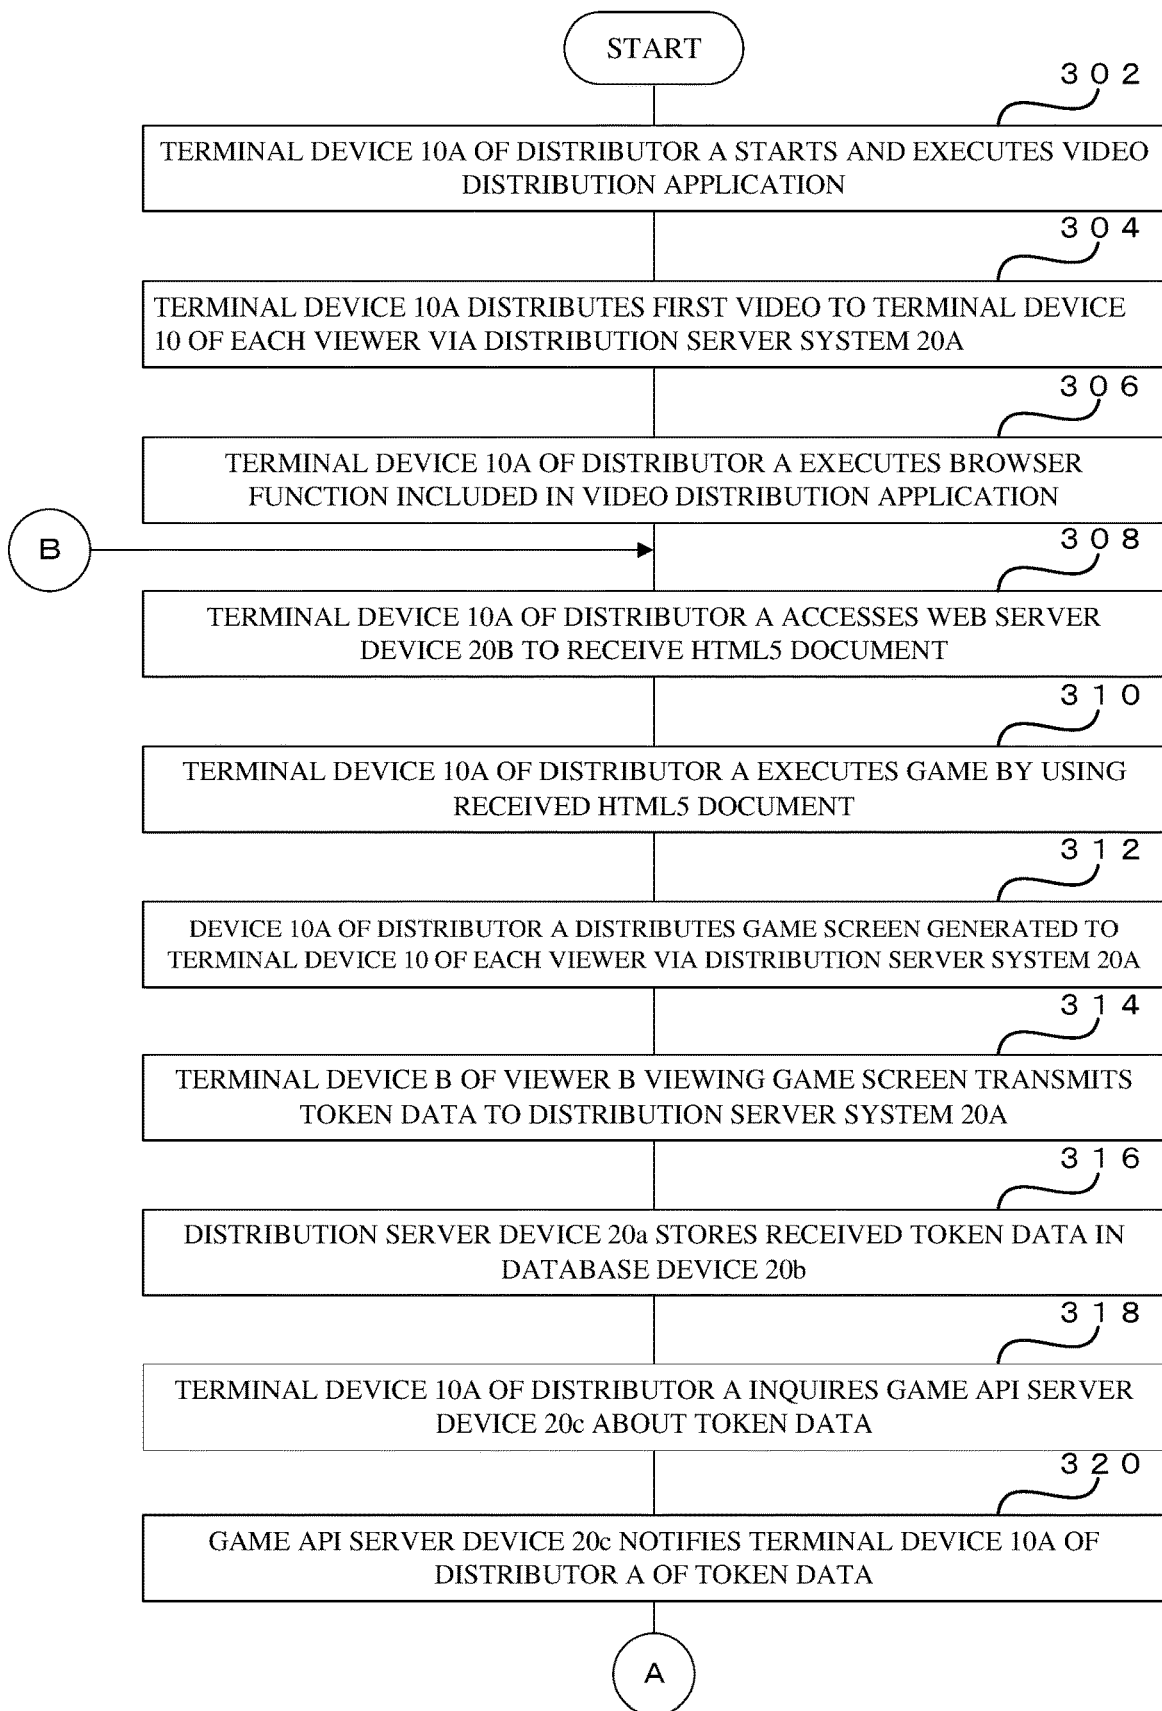 START
302
TERMINAL DEVICE 10A OF DISTRIBUTOR A STARTS AND EXECUTES VIDEO
DISTRIBUTION APPLICATION
304
TERMINAL DEVICE 10A DISTRIBUTES FIRST VIDEO TO TERMINAL DEVICE
10 OF EACH VIEWER VIA DISTRIBUTION SERVER SYSTEM 20A
306
TERMINAL DEVICE 10A OF DISTRIBUTOR A EXECUTES BROWSER
FUNCTION INCLUDED IN VIDEO DISTRIBUTION APPLICATION
B
308
TERMINAL DEVICE 10A OF DISTRIBUTOR A ACCESSES WEB SERVER
DEVICE 20B TO RECEIVE HTML5 DOCUMENT
310
TERMINAL DEVICE 10A OF DISTRIBUTOR A EXECUTES GAME BY USING
RECEIVED HTML5 DOCUMENT
312
DEVICE 10A OF DISTRIBUTOR A DISTRIBUTES GAME SCREEN GENERATED TO
TERMINAL DEVICE 10 OF EACH VIEWER VIA DISTRIBUTION SERVER SYSTEM 20A
314
TERMINAL DEVICE B OF VIEWER B VIEWING GAME SCREEN TRANSMITS
TOKEN DATA TO DISTRIBUTION SERVER SYSTEM 20A
316
DISTRIBUTION SERVER DEVICE 20a STORES RECEIVED TOKEN DATA IN
DATABASE DEVICE 20b
318
TERMINAL DEVICE 10A OF DISTRIBUTOR A INQUIRES GAME API SERVER
DEVICE 20c ABOUT TOKEN DATA
320
GAME API SERVER DEVICE 20c NOTIFIES TERMINAL DEVICE 10A OF
DISTRIBUTOR A OF TOKEN DATA
A